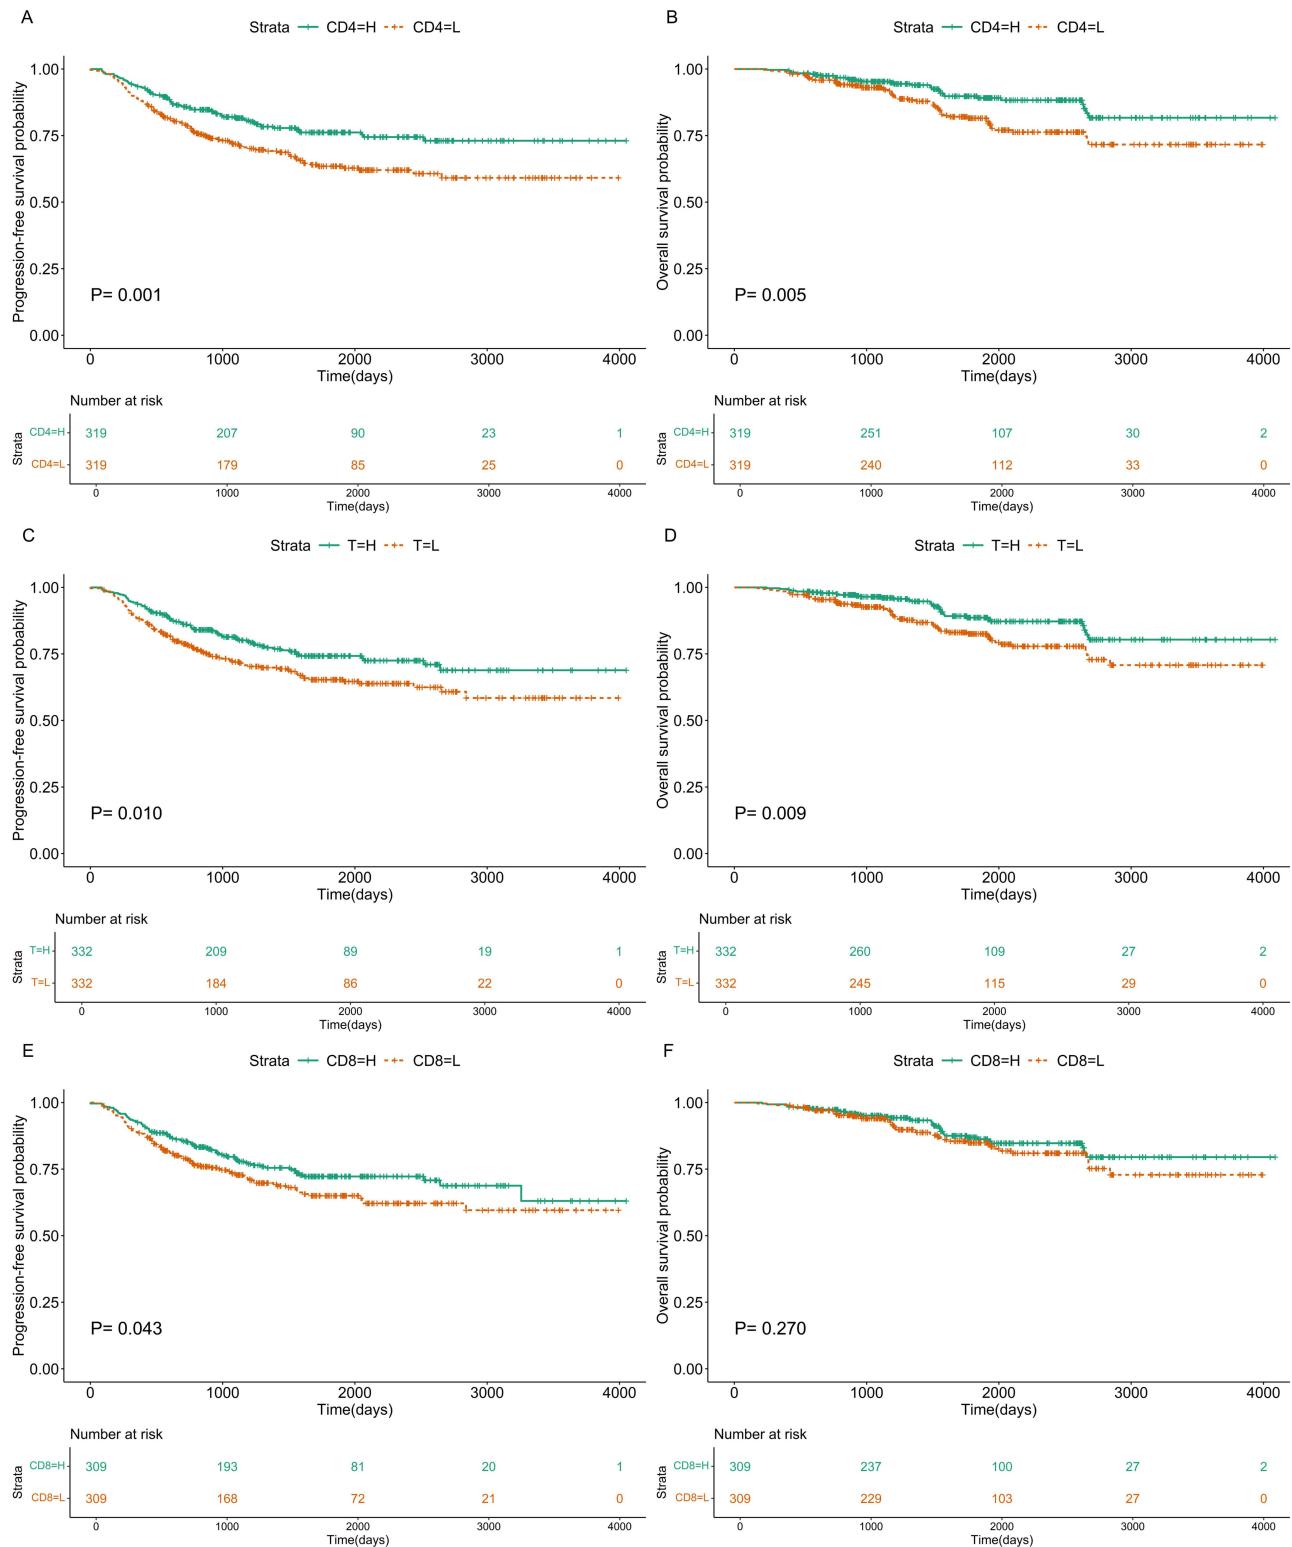 A
Strata CD4=H CD4=L
Progression-free survival probability
1.00
0.75
0.50
0.25
0.00
P= 0.001
0 1000 2000 3000 4000
Time(days)
Number at risk
Strata
CD4=H 319 207 90 23 1
CD4=L 319 179 85 25 0
0 1000 2000 3000 4000
Time(days)
B
Strata CD4=H CD4=L
Overall survival probability
1.00
0.75
0.50
0.25
0.00
P= 0.005
0 1000 2000 3000 4000
Time(days)
Number at risk
Strata
CD4=H 319 251 107 30 2
CD4=L 319 240 112 33 0
0 1000 2000 3000 4000
Time(days)
C
Strata T=H T=L
Progression-free survival probability
1.00
0.75
0.50
0.25
0.00
P= 0.010
0 1000 2000 3000 4000
Time(days)
Number at risk
Strata
T=H 332 209 89 19 1
T=L 332 184 86 22 0
0 1000 2000 3000 4000
Time(days)
D
Strata T=H T=L
Overall survival probability
1.00
0.75
0.50
0.25
0.00
P= 0.009
0 1000 2000 3000 4000
Time(days)
Number at risk
Strata
T=H 332 260 109 27 2
T=L 332 245 115 29 0
0 1000 2000 3000 4000
Time(days)
E
Strata CD8=H CD8=L
Progression-free survival probability
1.00
0.75
0.50
0.25
0.00
P= 0.043
0 1000 2000 3000 4000
Time(days)
Number at risk
Strata
CD8=H 309 193 81 20 1
CD8=L 309 168 72 21 0
0 1000 2000 3000 4000
Time(days)
F
Strata CD8=H CD8=L
Overall survival probability
1.00
0.75
0.50
0.25
0.00
P= 0.270
0 1000 2000 3000 4000
Time(days)
Number at risk
Strata
CD8=H 309 237 100 27 2
CD8=L 309 229 103 27 0
0 1000 2000 3000 4000
Time(days)